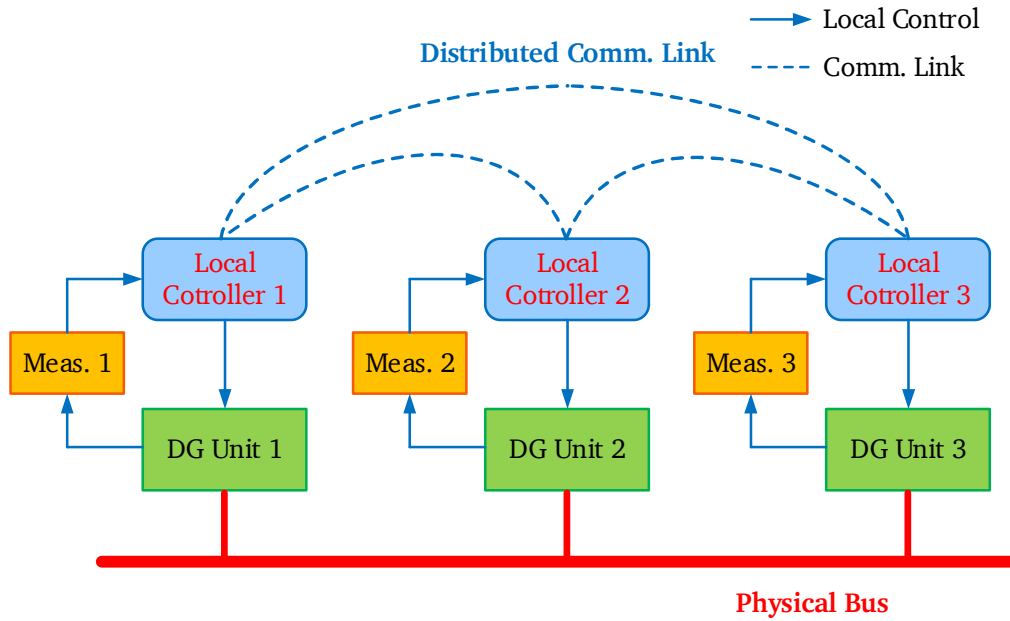 Local Control
Distributed Comm. Link
Comm. Link
Local
Cotroller 1
Local
Cotroller 2
Local
Cotroller 3
Meas. 1
Meas. 2
Meas. 3
DG Unit 1
DG Unit 2
DG Unit 3
Physical Bus